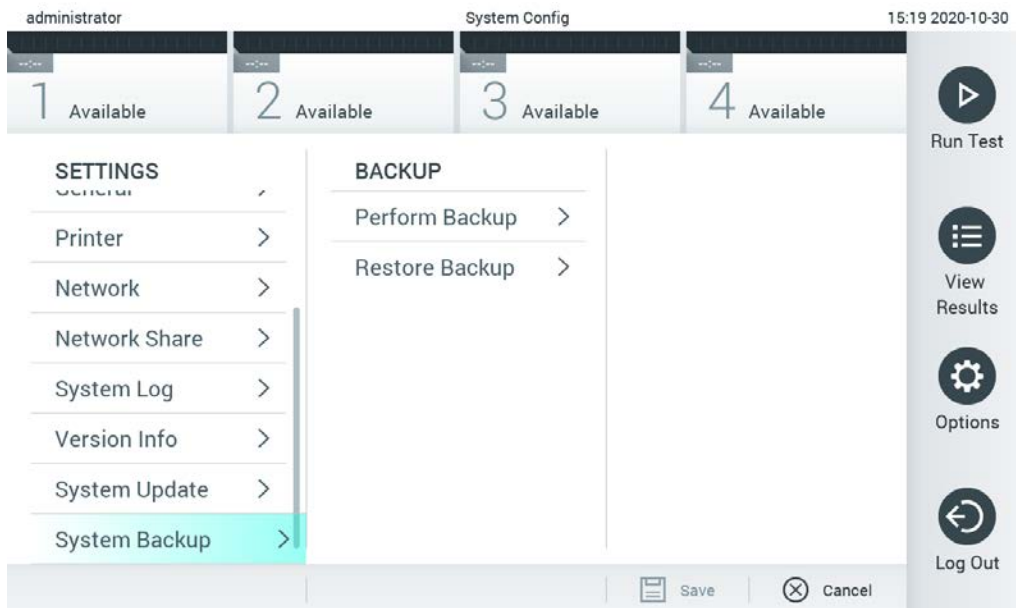 administrator
System Config
15:19 2020-10-30
--:--
--:--
--:--
--:--
1 Available
2 Available
3 Available
4 Available
Run Test
View
Results
Options
Log Out
SETTINGS
General
Printer
Network
Network Share
System Log
Version Info
System Update
System Backup
BACKUP
Perform Backup
Restore Backup
Save
Cancel